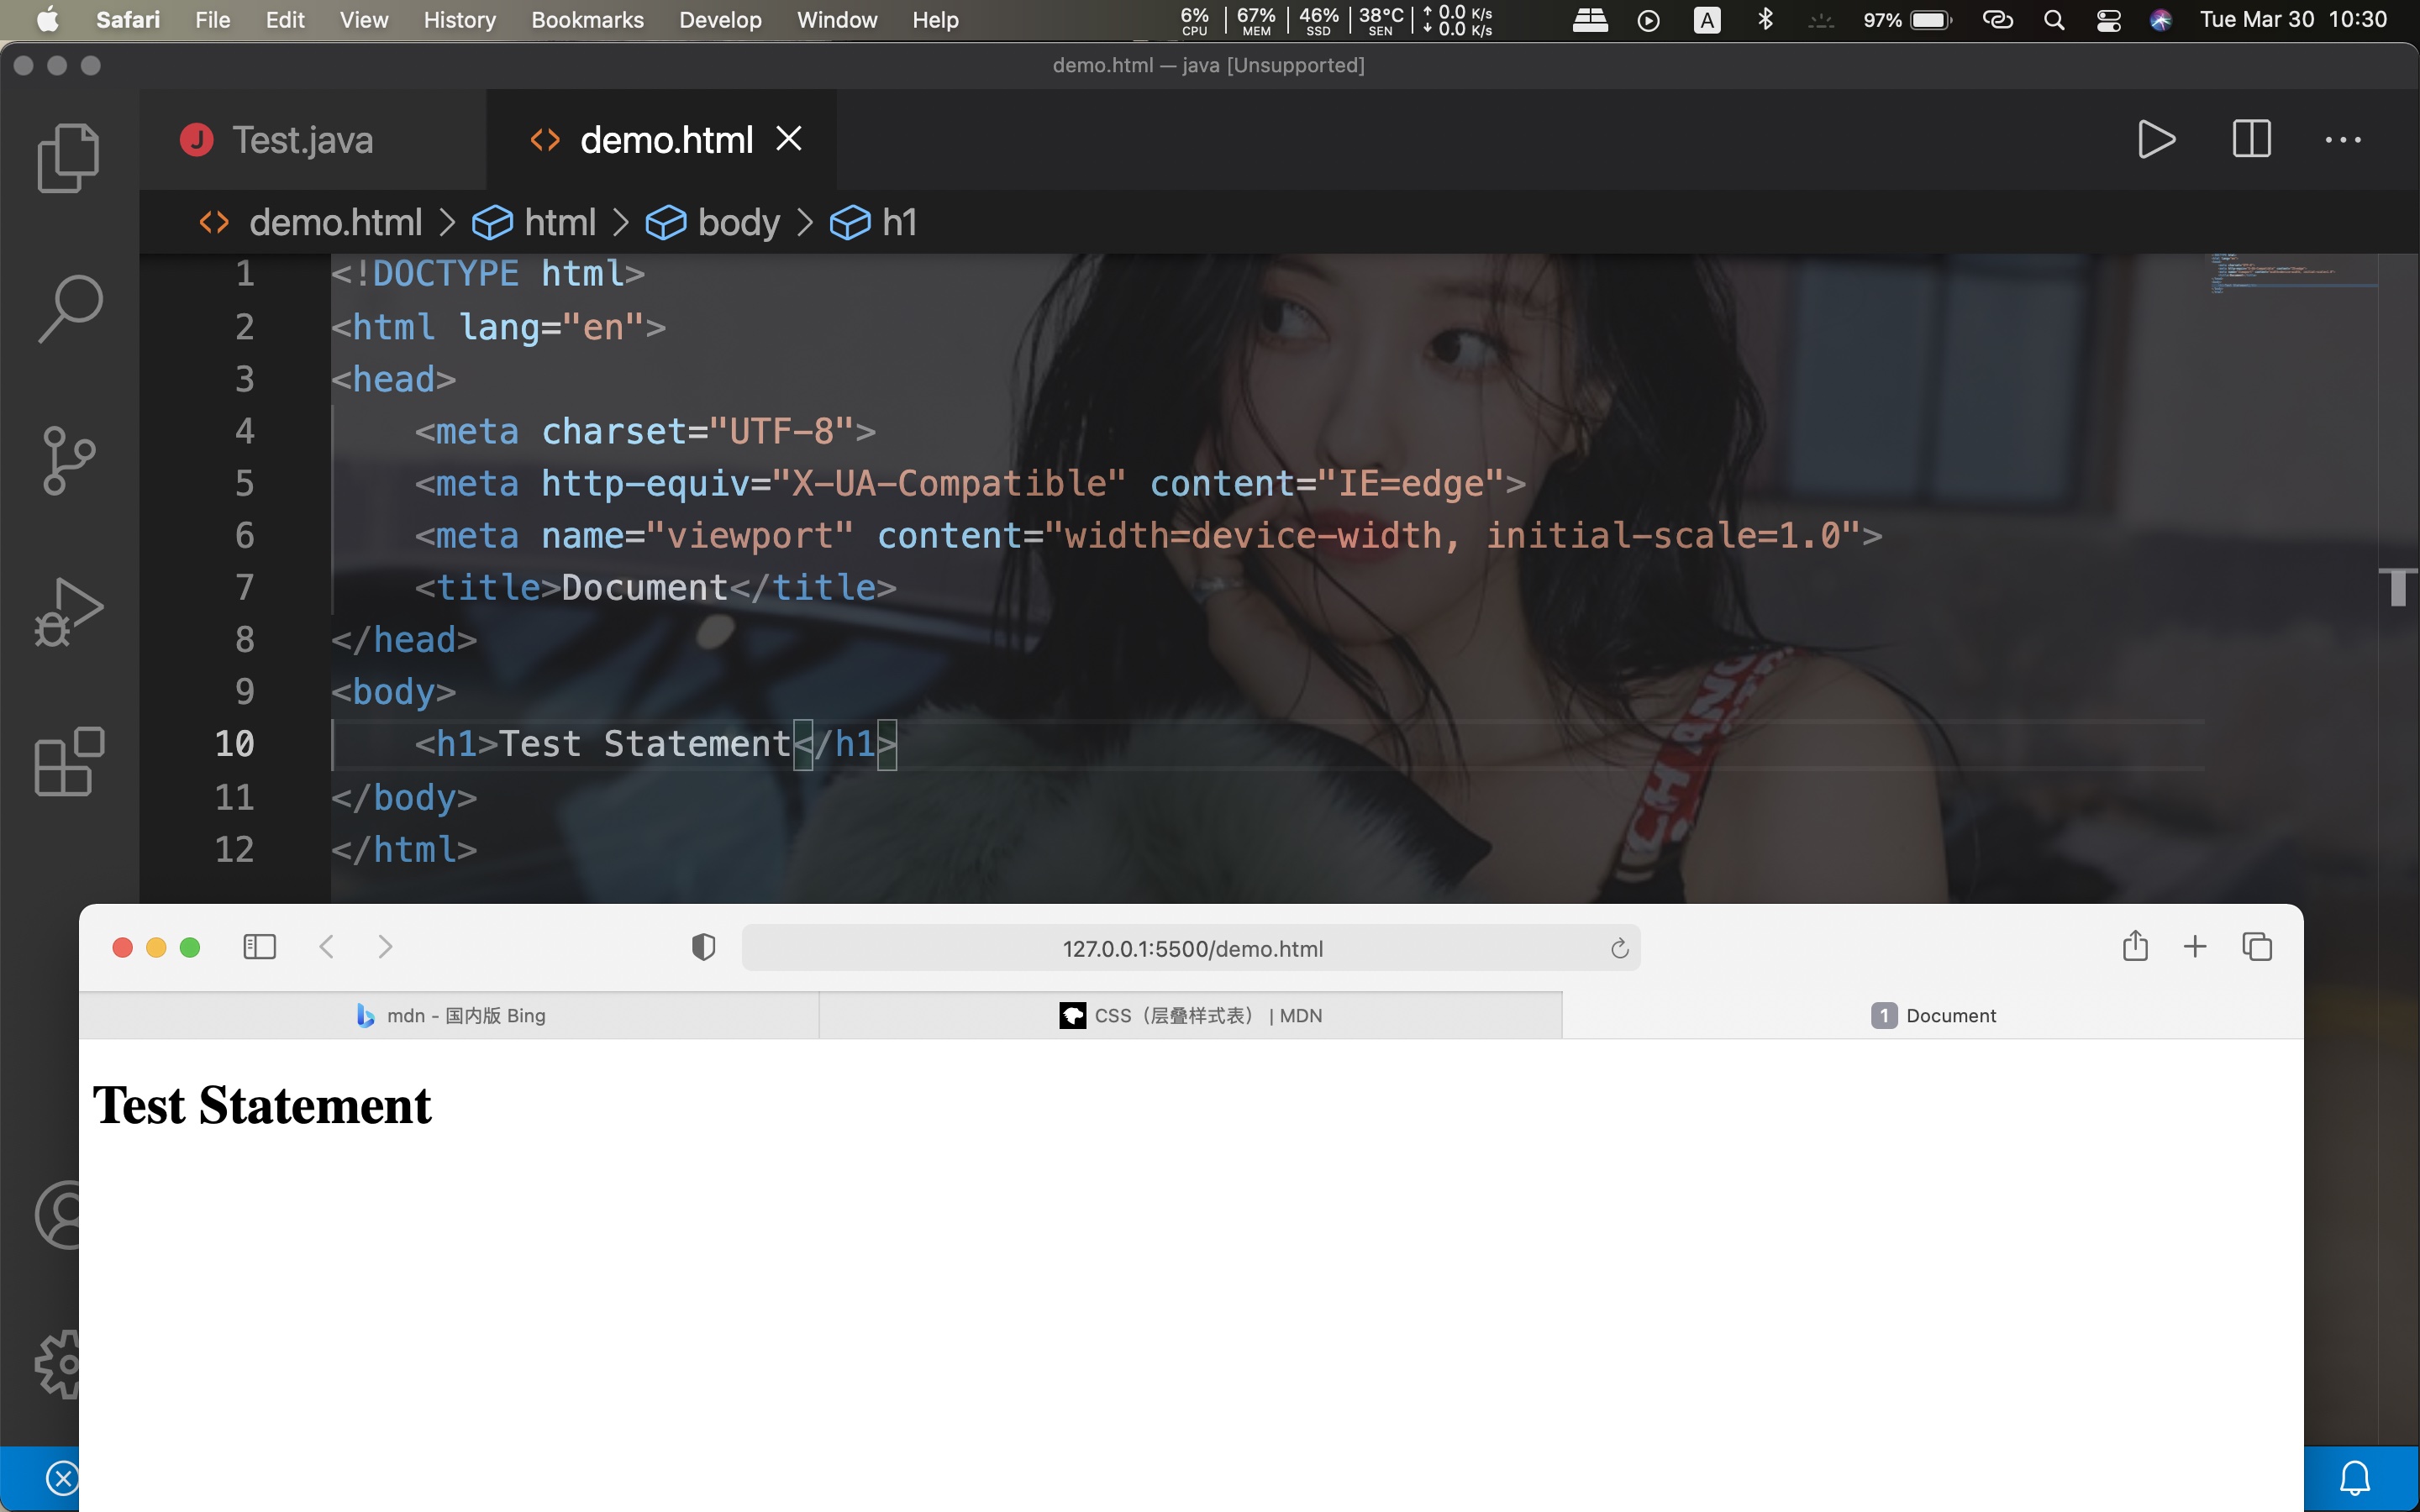 Safari File Edit View History Bookmarks Develop Window Help 6% CPU 67% MEM 46% SSD 38°C SEN ↑ 0.0 K/s ↓ 0.0 K/s A 97% Tue Mar 30 10:30
demo.html — java [Unsupported]
J Test.java <> demo.html
<> demo.html > html > body > h1
1 <!DOCTYPE html>
2 <html lang="en">
3 <head>
4 <meta charset="UTF-8">
5 <meta http-equiv="X-UA-Compatible" content="IE=edge">
6 <meta name="viewport" content="width=device-width, initial-scale=1.0">
7 <title>Document</title>
8 </head>
9 <body>
10 <h1>Test Statement</h1>
11 </body>
12 </html>
127.0.0.1:5500/demo.html
mdn - 国内版 Bing CSS（层叠样式表） | MDN 1 Document
Test Statement